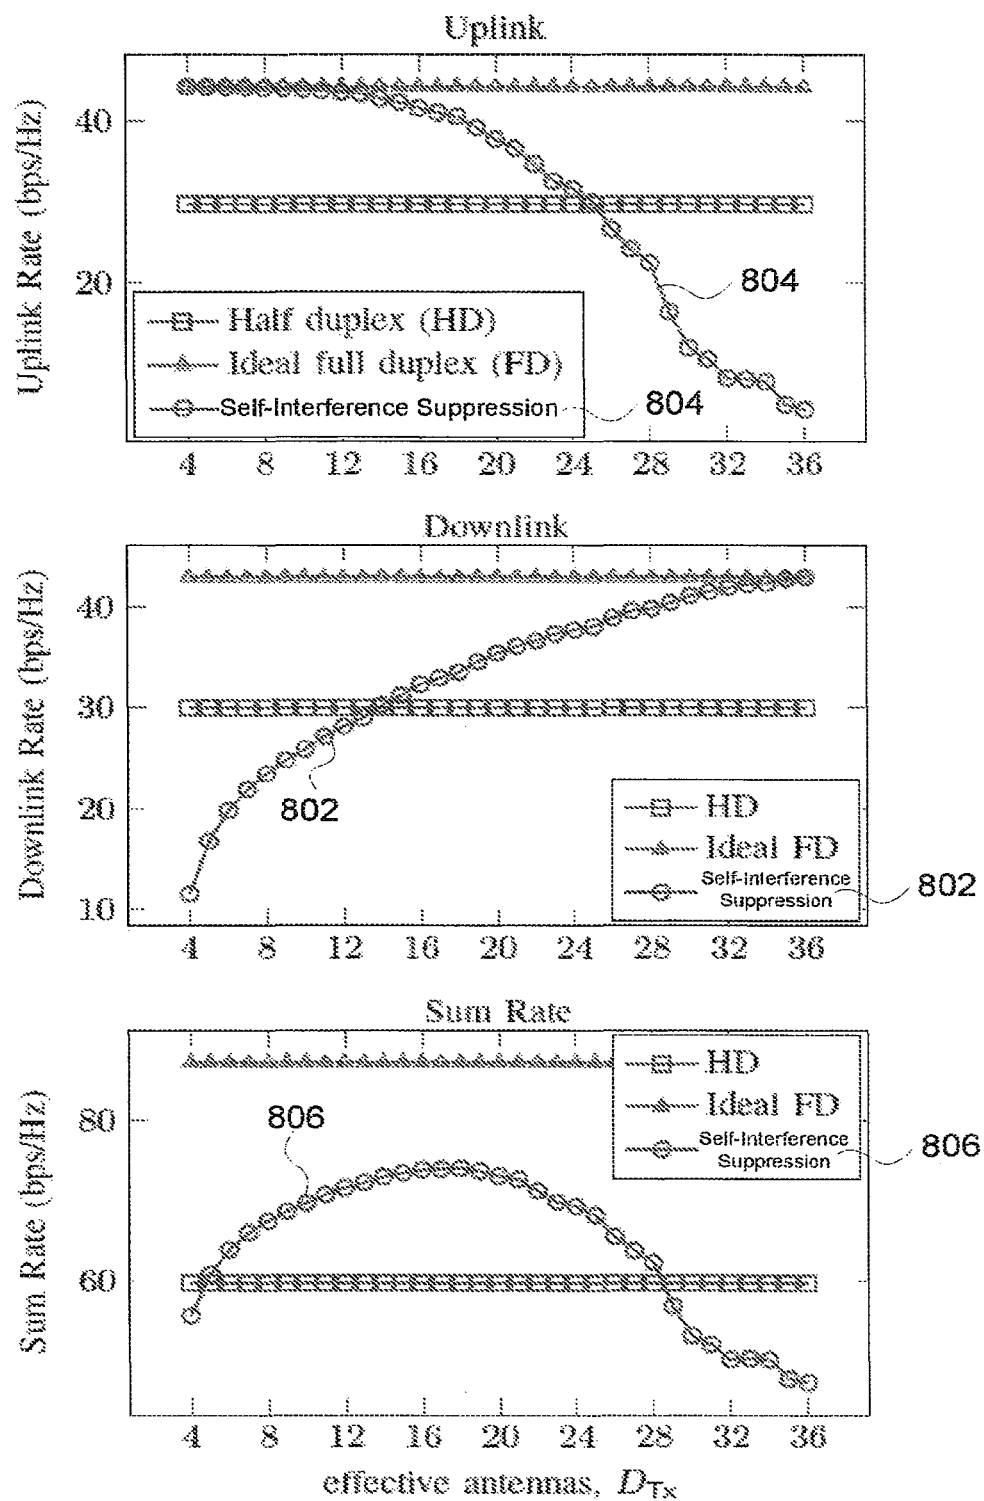 Uplink
Uplink Rate (bps/Hz)
40
20
804
Half duplex (HD)
Ideal full duplex (FD)
Self-Interference Suppression
804
4 8 12 16 20 24 28 32 36
Downlink
Downlink Rate (bps/Hz)
40
30
20
10
802
HD
Ideal FD
Self-Interference
Suppression
802
4 8 12 16 20 24 28 32 36
Sum Rate
Sum Rate (bps/Hz)
80
60
806
HD
Ideal FD
Self-Interference
Suppression
806
4 8 12 16 20 24 28 32 36
effective antennas, D_Tx